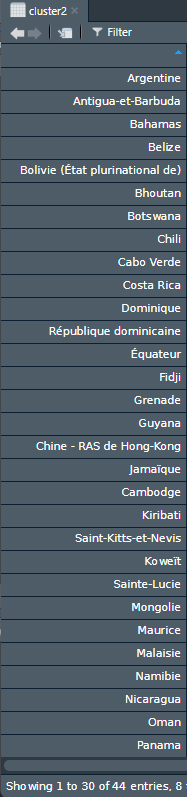 cluster2
Filter
Argentine
Antigua-et-Barbuda
Bahamas
Belize
Bolivie (État plurinational de)
Bhoutan
Botswana
Chili
Cabo Verde
Costa Rica
Dominique
République dominicaine
Équateur
Fidji
Grenade
Guyana
Chine - RAS de Hong-Kong
Jamaïque
Cambodge
Kiribati
Saint-Kitts-et-Nevis
Koweït
Sainte-Lucie
Mongolie
Maurice
Malaisie
Namibie
Nicaragua
Oman
Panama
Showing 1 to 30 of 44 entries, 8